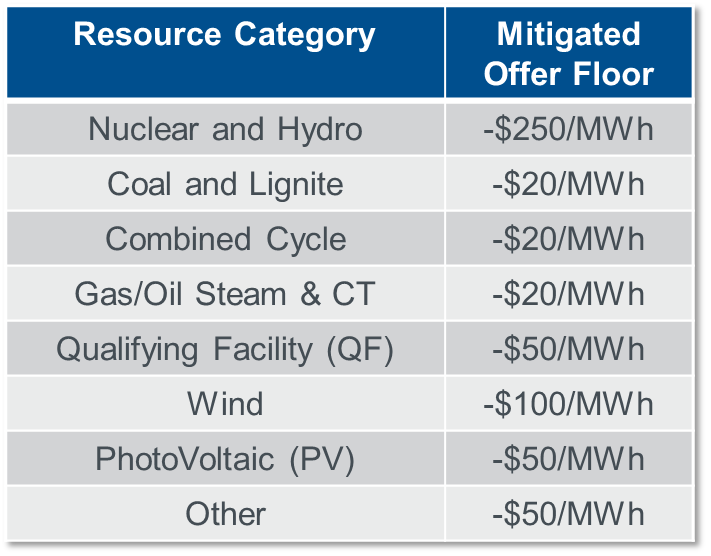 Resource Category Mitigated
Offer Floor
Nuclear and Hydro -$250/MWh
Coal and Lignite -$20/MWh
Combined Cycle -$20/MWh
Gas/Oil Steam & CT -$20/MWh
Qualifying Facility (QF) -$50/MWh
Wind -$100/MWh
PhotoVoltaic (PV) -$50/MWh
Other -$50/MWh